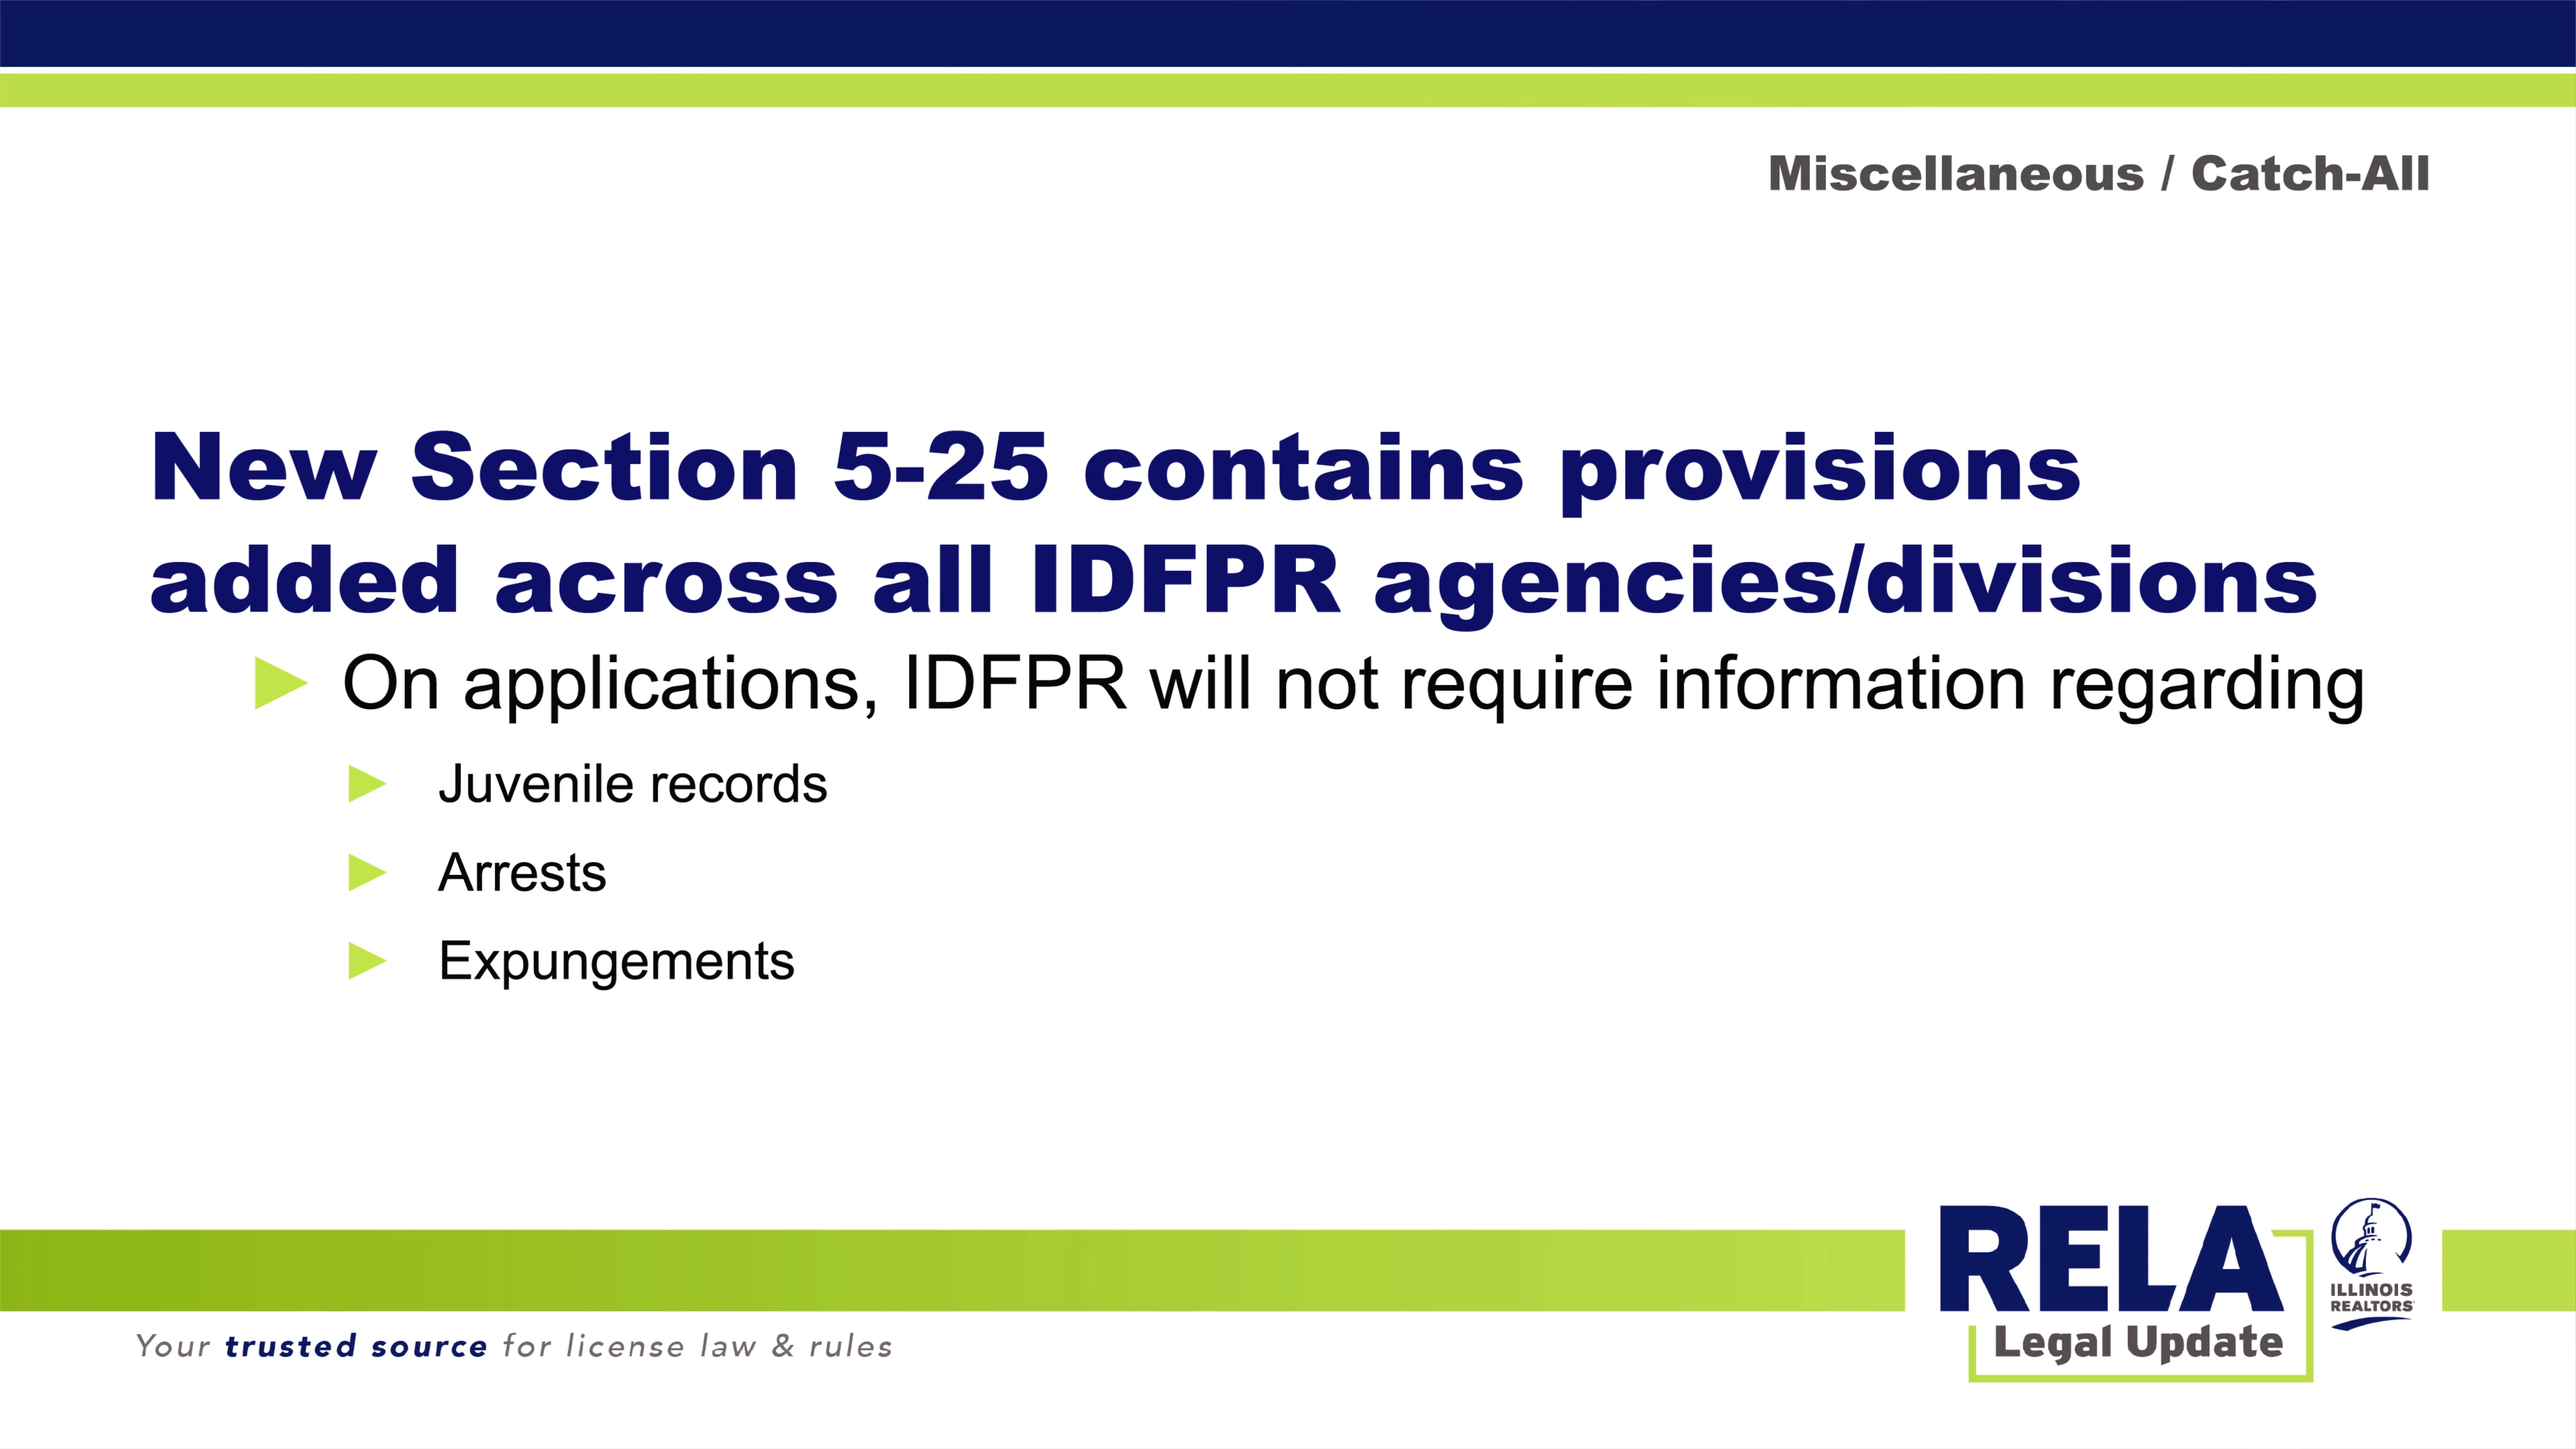 Miscellaneous / Catch-All
New Section 5-25 contains provisions
added across all IDFPR agencies/divisions
► On applications, IDFPR will not require information regarding
► Juvenile records
► Arrests
► Expungements
RELA
Legal Update
ILLINOIS
REALTORS
Your trusted source for license law & rules